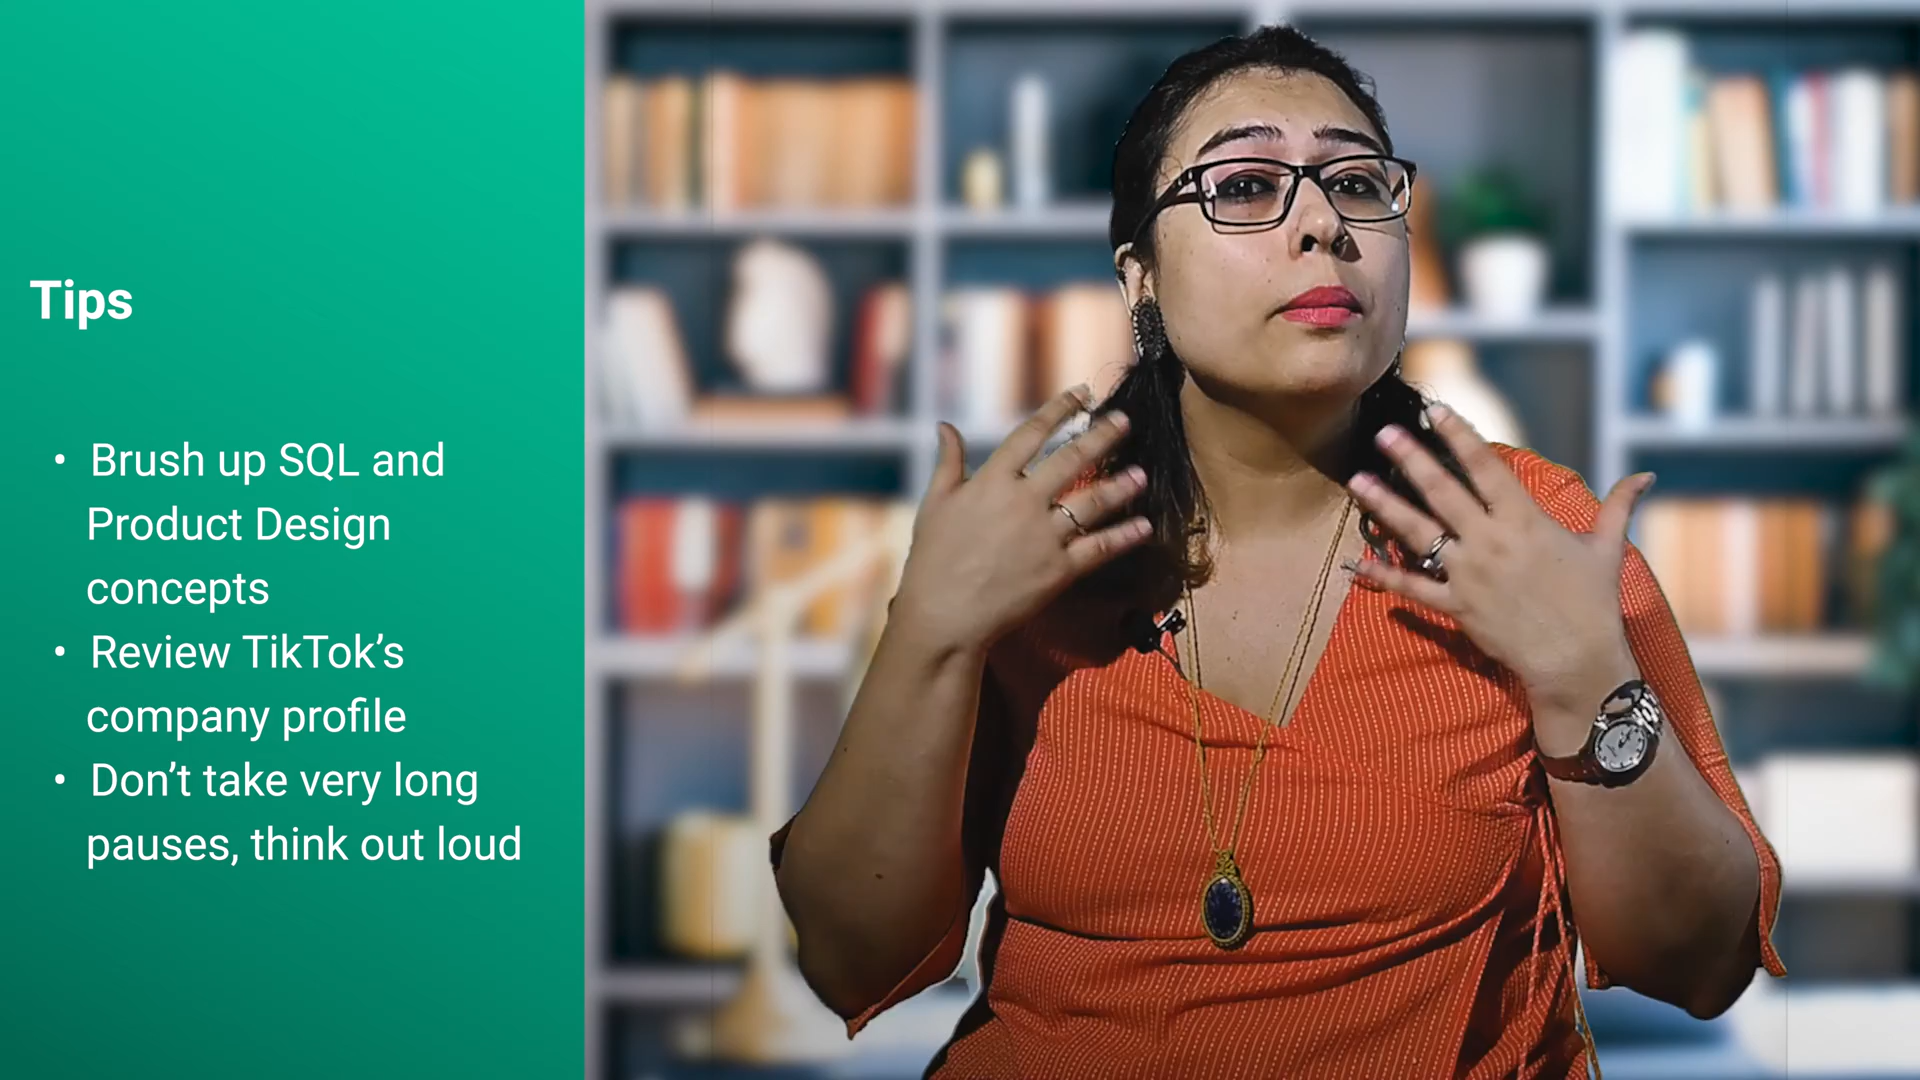 Tips
• Brush up SQL and
Product Design
concepts
• Review TikTok’s
company profile
• Don’t take very long
pauses, think out loud